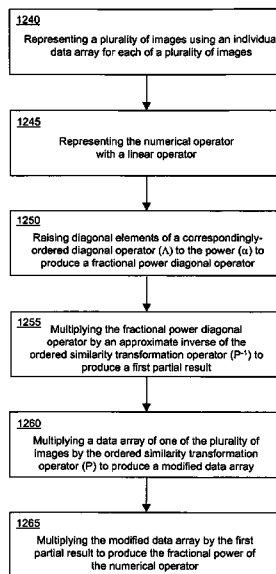 1240
Representing a plurality of images using an individual
data array for each of a plurality of images
1245
Representing the numerical operator
with a linear operator
1250
Raising diagonal elements of a correspondingly-
ordered diagonal operator (Λ) to the power (α) to
produce a fractional power diagonal operator
1255
Multiplying the fractional power diagonal
operator by an approximate inverse of the
ordered similarity transformation operator (P⁻¹) to
produce a first partial result
1260
Multiplying a data array of one of the plurality of
images by the ordered similarity transformation
operator (P) to produce a modified data array
1265
Multiplying the modified data array by the first
partial result to produce the fractional power of
the numerical operator